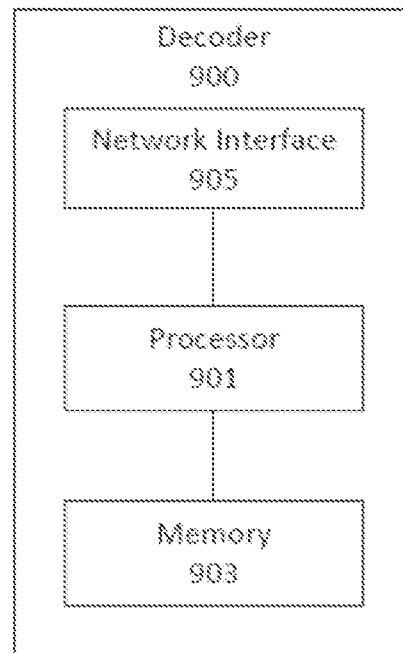 Decoder
900
Network Interface
905
Processor
901
Memory
903